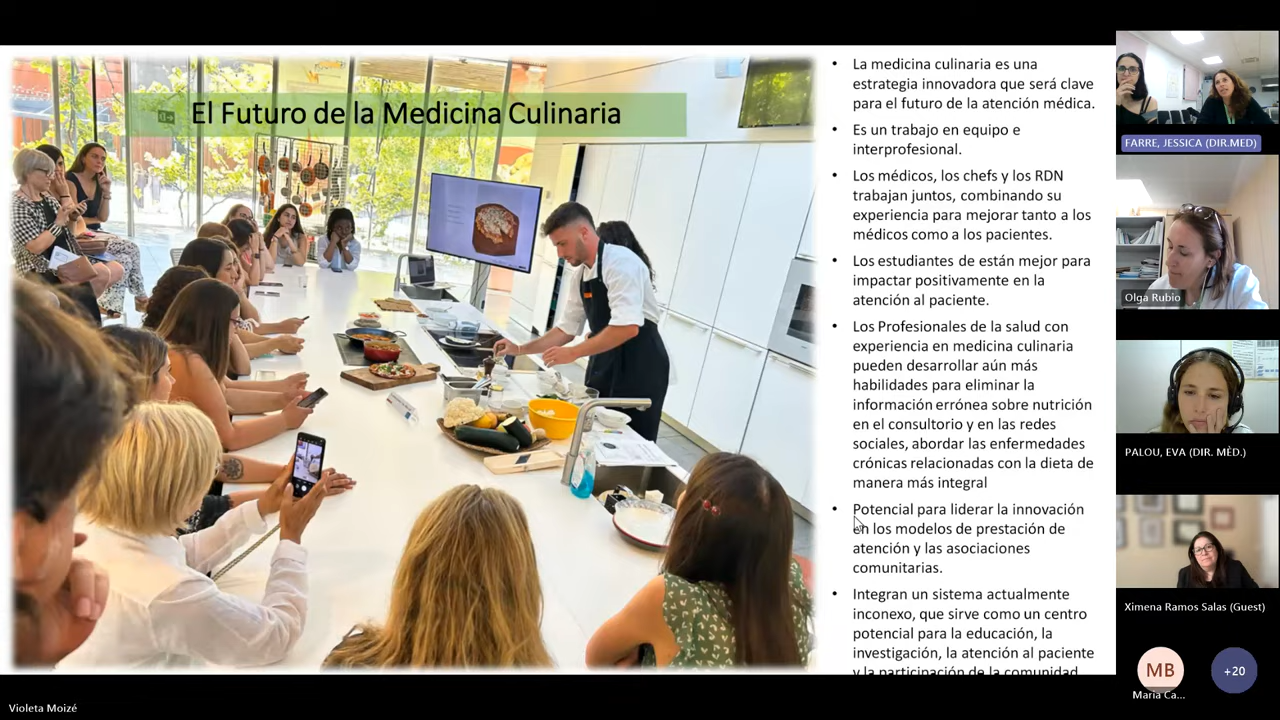 El Futuro de la Medicina Culinaria
• La medicina culinaria es una
estrategia innovadora que será clave
para el futuro de la atención médica.
• Es un trabajo en equipo e
interprofesional.
• Los médicos, los chefs y los RDN
trabajan juntos, combinando su
experiencia para mejorar tanto a los
médicos como a los pacientes.
• Los estudiantes de están mejor para
impactar positivamente en la
atención al paciente.
• Los Profesionales de la salud con
experiencia en medicina culinaria
pueden desarrollar aún más
habilidades para eliminar la
información errónea sobre nutrición
en el consultorio y en las redes
sociales, abordar las enfermedades
crónicas relacionadas con la dieta de
manera más integral
• Potencial para liderar la innovación
en los modelos de prestación de
atención y las asociaciones
comunitarias.
• Integran un sistema actualmente
inconexo, que sirve como un centro
potencial para la educación, la
investigación, la atención al paciente
y la participación de la comunidad
FARRE, JESSICA (DIR.MED)
Olga Rubio
PALOU, EVA (DIR. MÈD.)
Ximena Ramos Salas (Guest)
MB
Maria Ca...
+20
Violeta Moizé